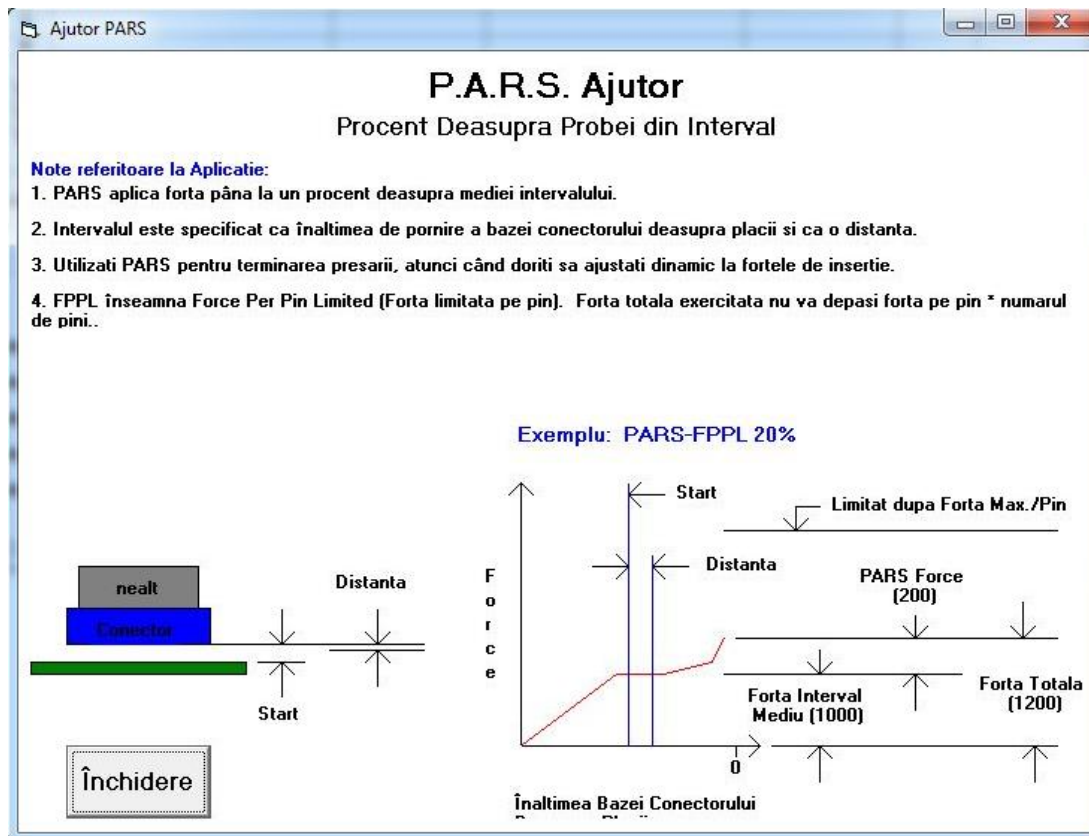 Ajutor PARS
P.A.R.S. Ajutor
Procent Deasupra Probei din Interval
Note referitoare la Aplicatie:
1. PARS aplica forta pâna la un procent deasupra mediei intervalului.
2. Intervalul este specificat ca înaltimea de pornire a bazei conectorului deasupra placii si ca o distanta.
3. Utilizati PARS pentru terminarea presarii, atunci când doriti sa ajustati dinamic la fortele de insertie.
4. FPPL înseamna Force Per Pin Limited (Forta limitata pe pin). Forta totala exercitata nu va depasi forta pe pin * numarul
de pini..
Exemplu: PARS-FPPL 20%
Start
Limitat dupa Forta Max./Pin
Distanta
PARS Force
(200)
Force
Forta Interval
Mediu (1000)
Forta Totala
(1200)
0
Înaltimea Bazei Conectorului
nealt
Conector
Distanta
Start
Închidere